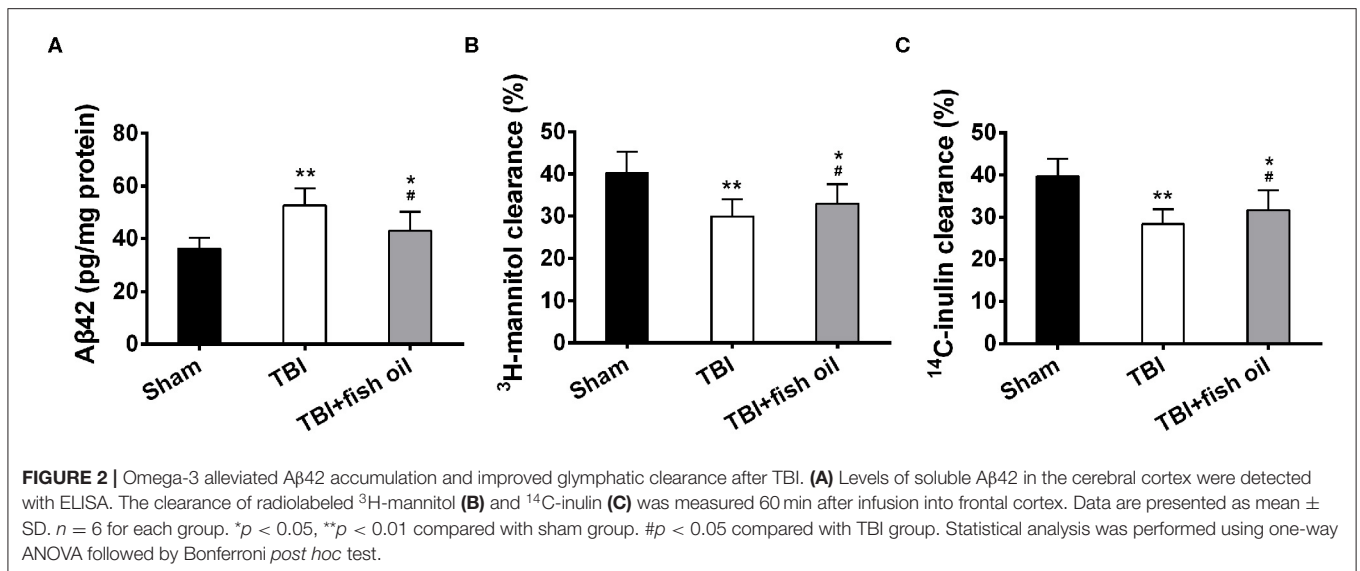 A
Aβ42 (pg/mg protein)
80
60
40
20
0
**
*
#
Sham
TBI
TBI+fish oil
B
³H-mannitol clearance (%)
50
40
30
20
10
0
**
*
#
Sham
TBI
TBI+fish oil
C
¹⁴C-inulin clearance (%)
50
40
30
20
10
0
**
*
#
Sham
TBI
TBI+fish oil
FIGURE 2 | Omega-3 alleviated Aβ42 accumulation and improved glymphatic clearance after TBI. (A) Levels of soluble Aβ42 in the cerebral cortex were detected
with ELISA. The clearance of radiolabeled ³H-mannitol (B) and ¹⁴C-inulin (C) was measured 60 min after infusion into frontal cortex. Data are presented as mean ±
SD. n = 6 for each group. *p < 0.05, **p < 0.01 compared with sham group. #p < 0.05 compared with TBI group. Statistical analysis was performed using one-way
ANOVA followed by Bonferroni post hoc test.